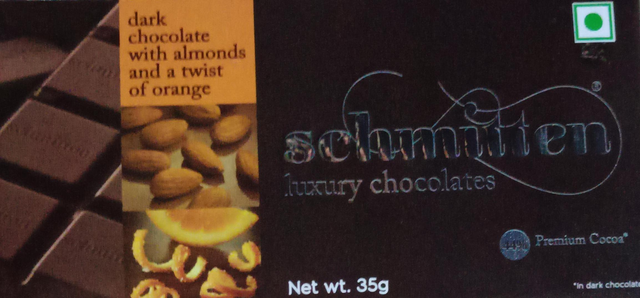 dark
chocolate
with almonds
and a twist
of orange
schmitten®
luxury chocolates
44%
Premium Cocoa*
Net wt. 35g
*In dark chocolate